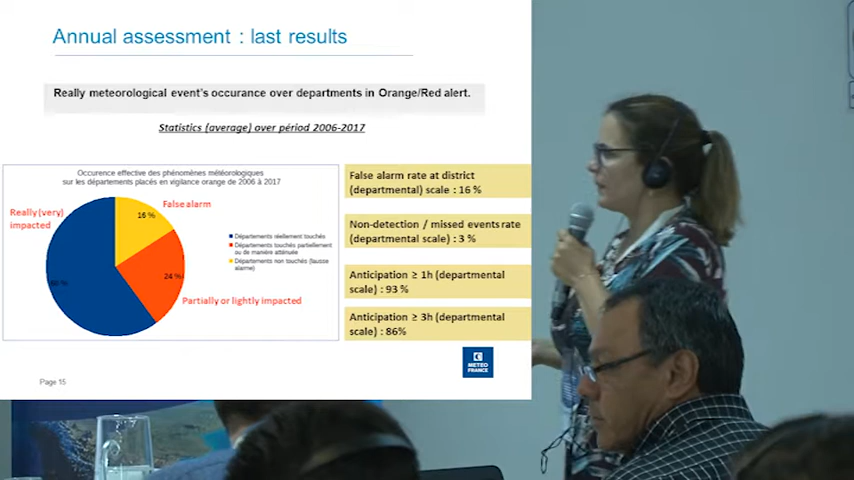 Annual assessment : last results
Really meteorological event's occurance over departments in Orange/Red alert.
Statistics (average) over périod 2006-2017
Occurence effective des phénomènes météorologiques
sur les départements placés en vigilance orange de 2006 à 2017
Really(very)
impacted
False alarm
16 %
24 %
Partially or lightly impacted
Départements réellement touchés
Départements touchés partiellement
ou de manière atténuée
Départements non touchés (fausse
alarme)
False alarm rate at district
(departmental) scale : 16 %
Non-detection / missed events rate
(departmental scale) : 3 %
Anticipation ≥ 1h (departmental
scale) : 93 %
Anticipation ≥ 3h (departmental
scale) : 86%
METEO
FRANCE
Page 15